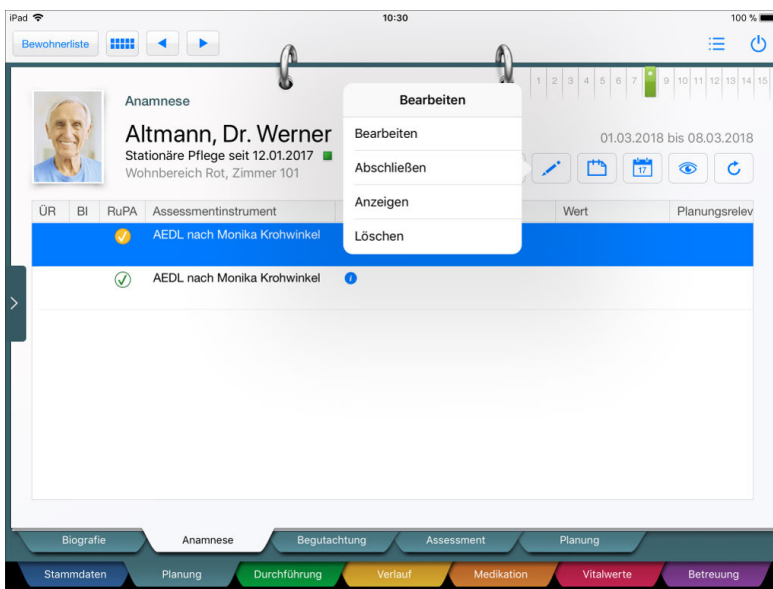 iPad 10:30 100 %
Bewohnerliste
1 2 3 4 5 6 7 9 10 11 12 13 14 15
Anamnese
Altmann, Dr. Werner
Stationäre Pflege seit 12.01.2017
Wohnbereich Rot, Zimmer 101
01.03.2018 bis 08.03.2018
17
Bearbeiten
Bearbeiten
Abschließen
Anzeigen
Löschen
ÜR BI RuPA Assessmentinstrument Wert Planungsrelev
AEDL nach Monika Krohwinkel
AEDL nach Monika Krohwinkel i
Biografie Anamnese Begutachtung Assessment Planung
Stammdaten Planung Durchführung Verlauf Medikation Vitalwerte Betreuung